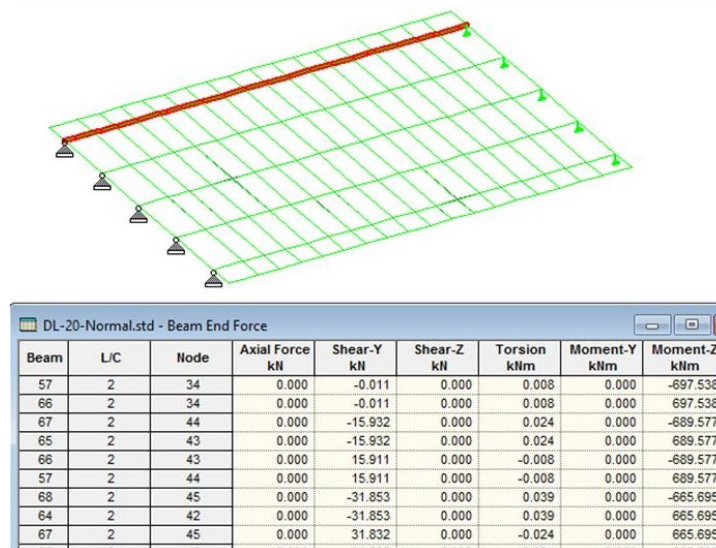 DL-20-Normal.std - Beam End Force
Beam L/C Node Axial Force kN Shear-Y kN Shear-Z kN Torsion kNm Moment-Y kNm Moment-Z kNm
57 2 34 0.000 -0.011 0.000 0.008 0.000 -697.538
66 2 34 0.000 -0.011 0.000 0.008 0.000 697.538
67 2 44 0.000 -15.932 0.000 0.024 0.000 -689.577
65 2 43 0.000 -15.932 0.000 0.024 0.000 689.577
66 2 43 0.000 15.911 0.000 -0.008 0.000 -689.577
57 2 44 0.000 15.911 0.000 -0.008 0.000 689.577
68 2 45 0.000 -31.853 0.000 0.039 0.000 -665.695
64 2 42 0.000 -31.853 0.000 0.039 0.000 665.695
67 2 45 0.000 31.832 0.000 -0.024 0.000 665.695